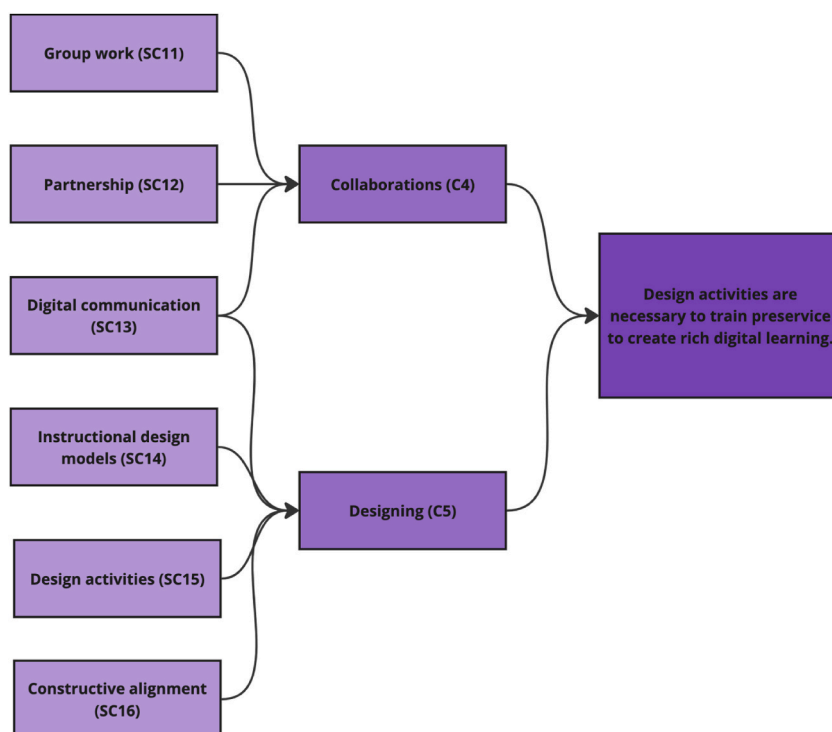 Group work (SC11)
Partnership (SC12)
Collaborations (C4)
Digital communication
(SC13)
Design activities are
necessary to train preservice
to create rich digital learning.
Instructional design
models (SC14)
Designing (C5)
Design activities (SC15)
Constructive alignment
(SC16)